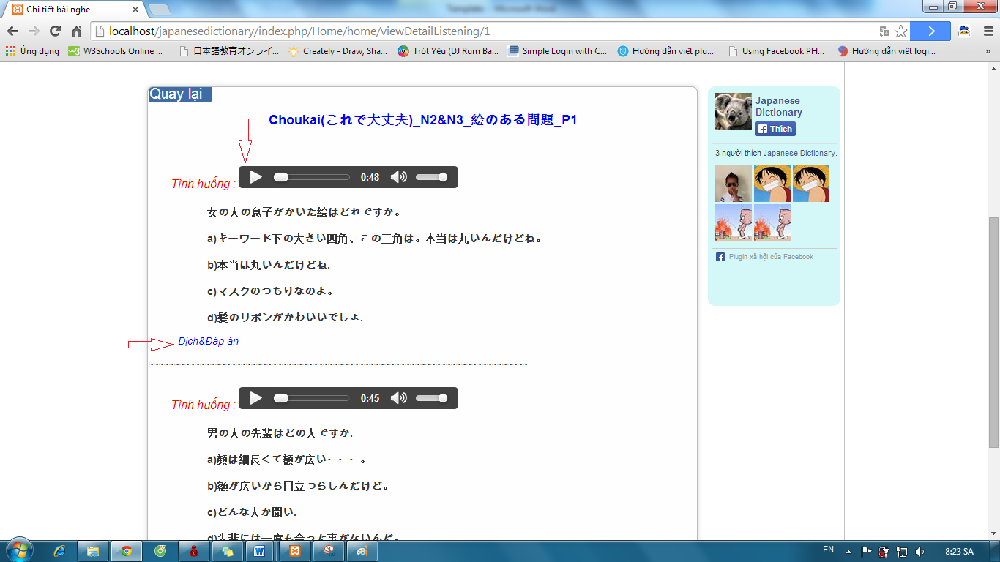 Chi tiết bài nghe
localhost/japanesedictionary/index.php/Home/home/viewDetailListening/1
Ứng dụng W3Schools Online ... 日本語教育オンライ... Creately - Draw, Sha... Trót Yêu (DJ Rum Ba... Simple Login with C... Hướng dẫn viết plu... Using Facebook PH... Hướng dẫn viết logi... »
Quay lại
Choukai(これで大丈夫)_N2&N3_絵のある問題_P1
Tình huống : 0:48
女の人の息子がかいた絵はどれですか。
a)キーワード下の大きい四角、この三角は。本当は丸いんだけどね。
b)本当は丸いんだけどね.
c)マスクのつもりなのよ。
d)髪のリボンがかわいいでしょ.
Dịch&Đáp án
~~~~~~~~~~~~~~~~~~~~~~~~~~~~~~~~~~~~~~~~~~~~~~~~~~~~~~~~~~~~~~~~~~~~~~~~~~
Tình huống : 0:45
男の人の先輩はどの人ですか.
a)顔は細長くて額が広い・・・。
b)額が広いから目立つらしんだけど。
c)どんな人か聞い.
d)先輩には一度も会った事がないんだ。
Japanese
Dictionary
Thích
3 người thích Japanese Dictionary.
Plugin xã hội của Facebook
EN 8:23 SA